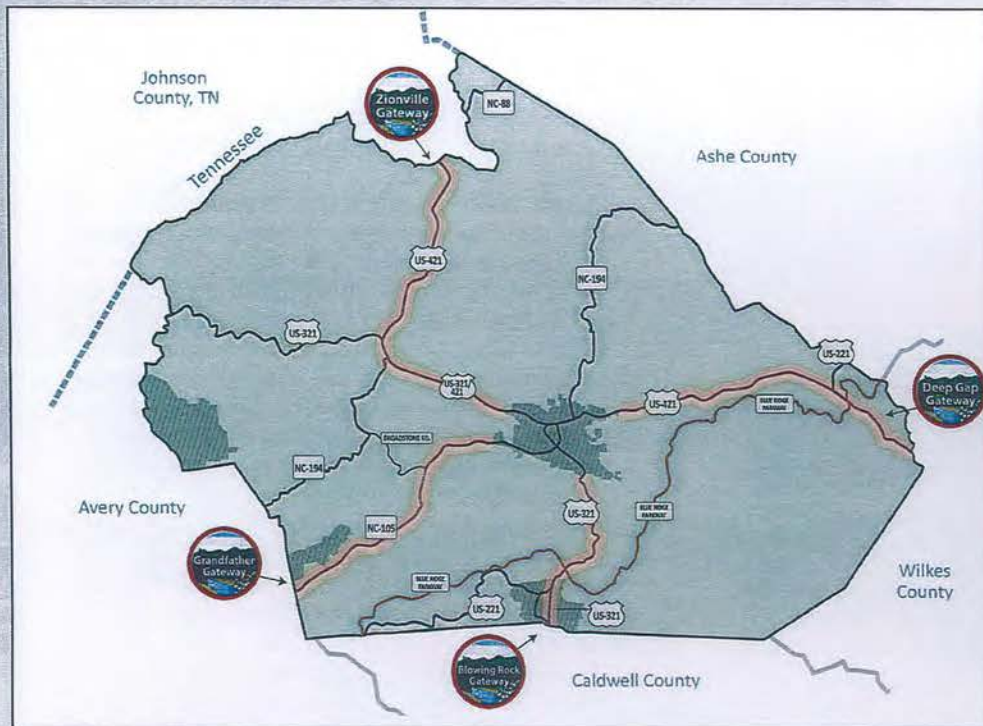 Johnson
County, TN
Zionville
Gateway
NC-88
Tennessee
Ashe County
US-421
NC-194
US-321
US-221
US-321/
421
US-421
BLUE RIDGE
PARKWAY
Deep Gap
Gateway
BROADSTONE RD.
NC-194
Avery County
NC-105
US-321
BLUE RIDGE
PARKWAY
Grandfather
Gateway
BLUE RIDGE
PARKWAY
US-221
US-321
Wilkes
County
Blowing Rock
Gateway
Caldwell County